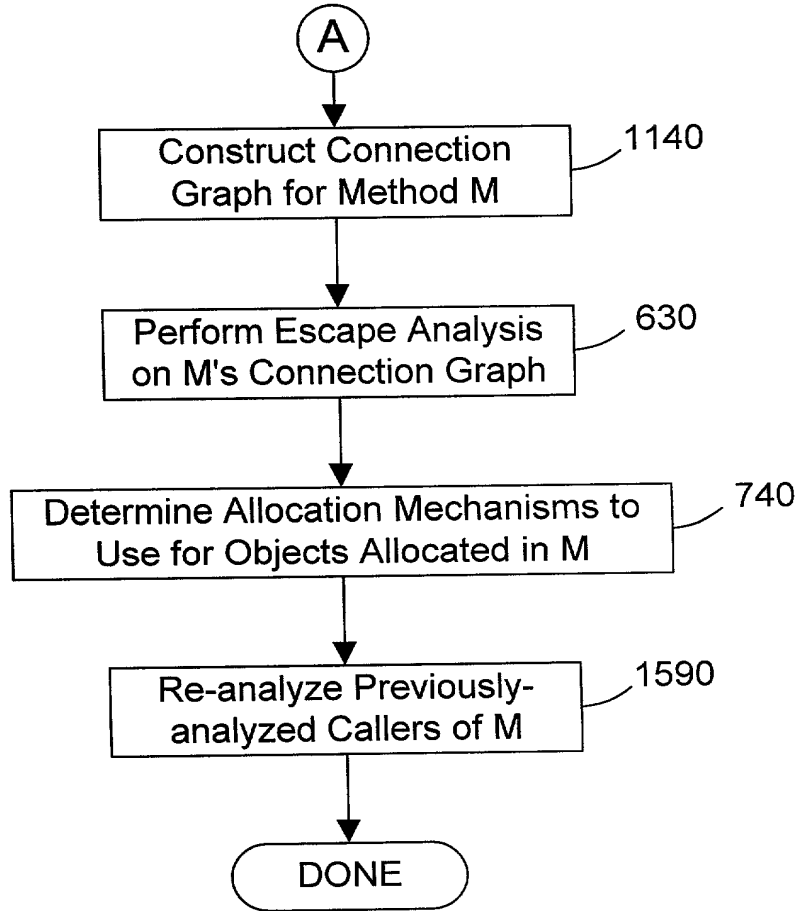 A
Construct Connection
Graph for Method M
1140
Perform Escape Analysis
on M's Connection Graph
630
Determine Allocation Mechanisms to
Use for Objects Allocated in M
740
Re-analyze Previously-
analyzed Callers of M
1590
DONE